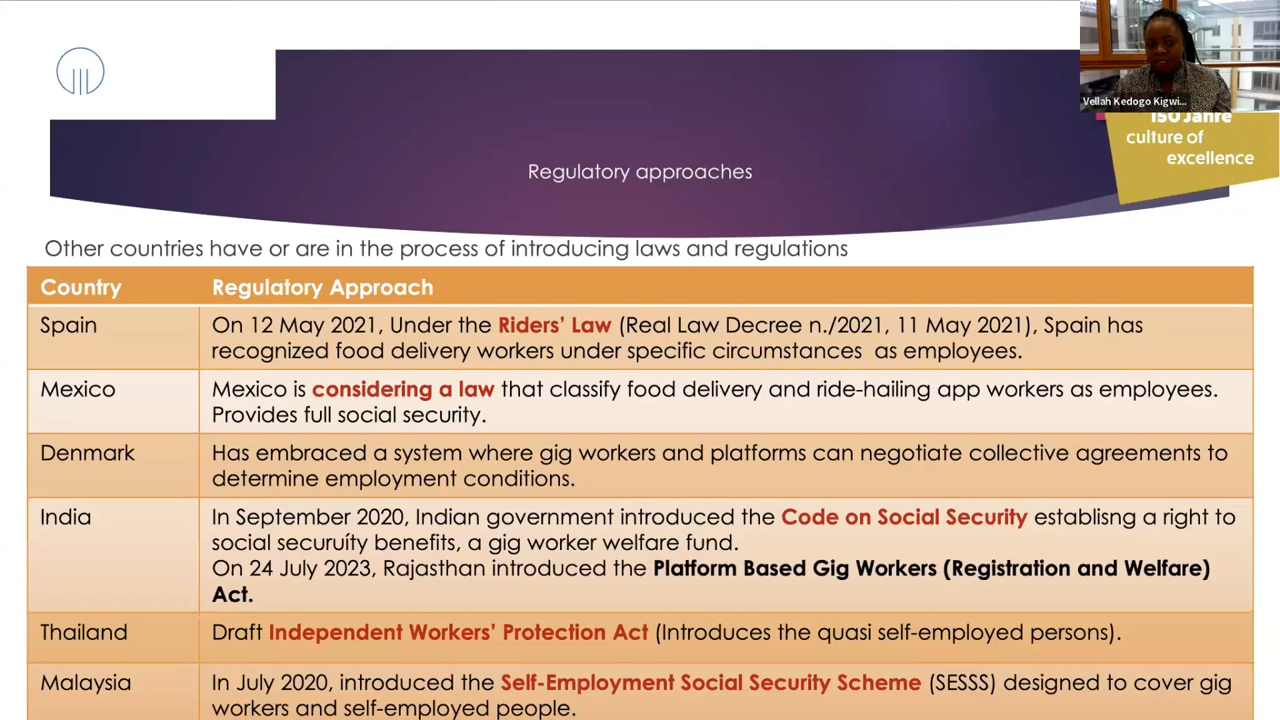 Vellah Kedogo Kigwi...
150 Jahre
culture of
excellence
Regulatory approaches
Other countries have or are in the process of introducing laws and regulations
Country Regulatory Approach
Spain On 12 May 2021, Under the Riders’ Law (Real Law Decree n./2021, 11 May 2021), Spain has
recognized food delivery workers under specific circumstances as employees.
Mexico Mexico is considering a law that classify food delivery and ride-hailing app workers as employees.
Provides full social security.
Denmark Has embraced a system where gig workers and platforms can negotiate collective agreements to
determine employment conditions.
India In September 2020, Indian government introduced the Code on Social Security establisng a right to
social securuíty benefits, a gig worker welfare fund.
On 24 July 2023, Rajasthan introduced the Platform Based Gig Workers (Registration and Welfare)
Act.
Thailand Draft Independent Workers’ Protection Act (Introduces the quasi self-employed persons).
Malaysia In July 2020, introduced the Self-Employment Social Security Scheme (SESSS) designed to cover gig
workers and self-employed people.